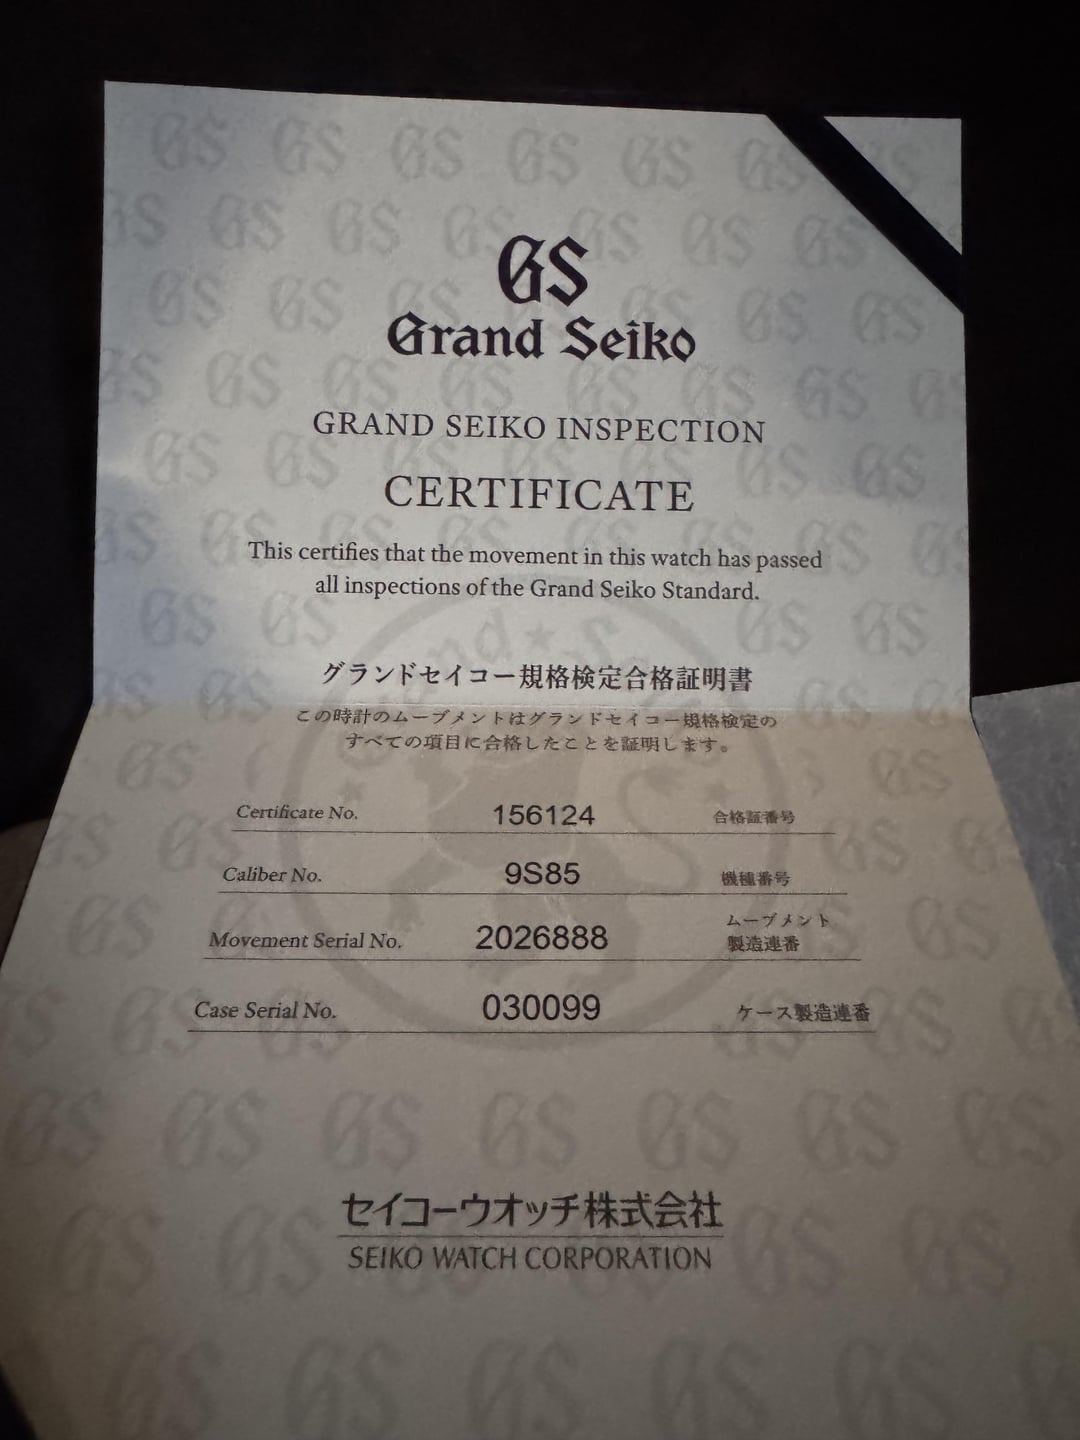 GS
Grand Seiko
GRAND SEIKO INSPECTION
CERTIFICATE
This certifies that the movement in this watch has passed
all inspections of the Grand Seiko Standard.
グランドセイコー規格検定合格証明書
この時計のムーブメントはグランドセイコー規格検定の
すべての項目に合格したことを証明します。
Certificate No. 156124 合格証番号
Caliber No. 9S85 機種番号
Movement Serial No. 2026888 ムーブメント
製造連番
Case Serial No. 030099 ケース製造連番
セイコーウオッチ株式会社
SEIKO WATCH CORPORATION